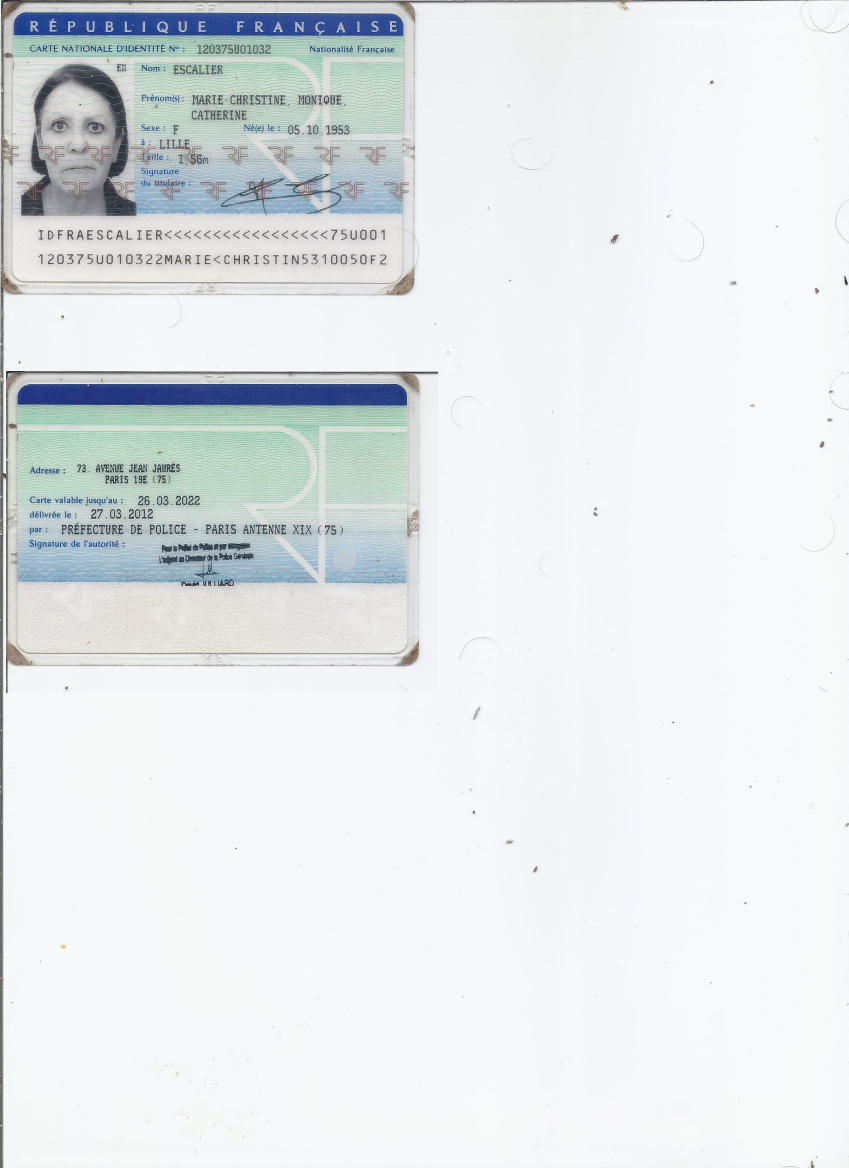 RÉPUBLIQUE FRANÇAISE
CARTE NATIONALE D'IDENTITÉ Nº : 120375U01032 Nationalité Française
Nom : ESCALIER
Prénom(s) : MARIE-CHRISTINE, MONIQUE,
CATHERINE
Sexe : F Né(e) le : 05.10.1953
à : LILLE
Taille : 1,56m
Signature
du titulaire :
IDFRAESCALIER<<<<<<<<<<<<<<<<<75U001
120375U010322MARIE<CHRISTIN5310050F2
Adresse : 73, AVENUE JEAN JAURÈS
PARIS 19E (75)
Carte valable jusqu'au : 26.03.2022
délivrée le : 27.03.2012
par : PRÉFECTURE DE POLICE - PARIS ANTENNE XIX (75)
Signature de l'autorité :
Pour le Préfet de Police et par délégation
L'adjoint au Directeur de la Police Générale